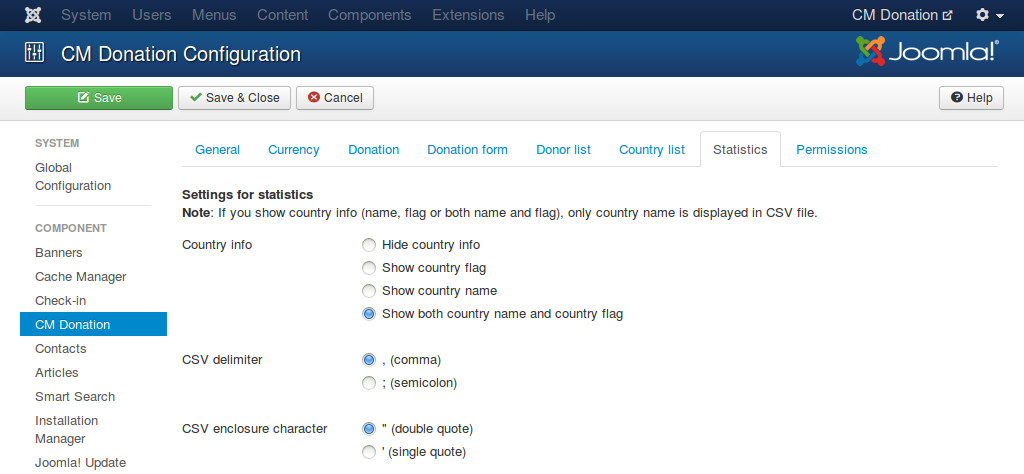 System Users Menus Content Components Extensions Help CM Donation
CM Donation Configuration Joomla!®
Save Save & Close Cancel Help
SYSTEM
Global
Configuration
COMPONENT
Banners
Cache Manager
Check-in
CM Donation
Contacts
Articles
Smart Search
Installation
Manager
Joomla! Update
General Currency Donation Donation form Donor list Country list Statistics Permissions
Settings for statistics
Note: If you show country info (name, flag or both name and flag), only country name is displayed in CSV file.
Country info Hide country info
Show country flag
Show country name
Show both country name and country flag
CSV delimiter , (comma)
; (semicolon)
CSV enclosure character " (double quote)
' (single quote)